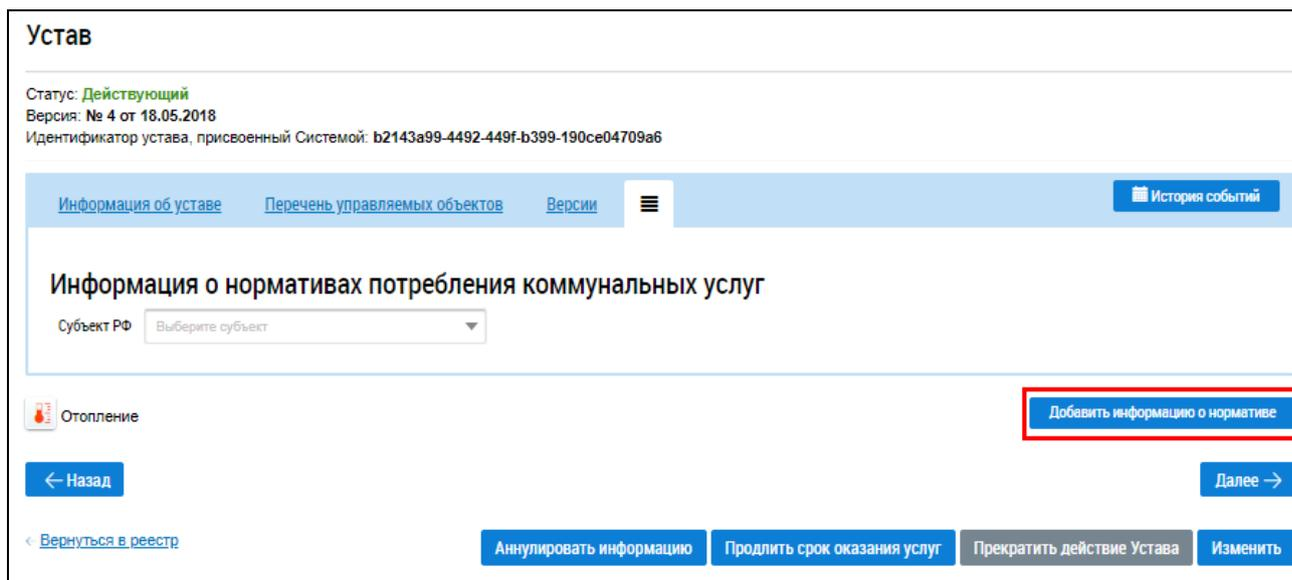 Устав
Статус: Действующий
Версия: № 4 от 18.05.2018
Идентификатор устава, присвоенный Системой: b2143a99-4492-449f-b399-190ce04709a6
Информация об уставе Перечень управляемых объектов Версии История событий
Информация о нормативах потребления коммунальных услуг
Субъект РФ Выберите субъект
Отопление Добавить информацию о нормативе
← Назад Далее →
← Вернуться в реестр Аннулировать информацию Продлить срок оказания услуг Прекратить действие Устава Изменить